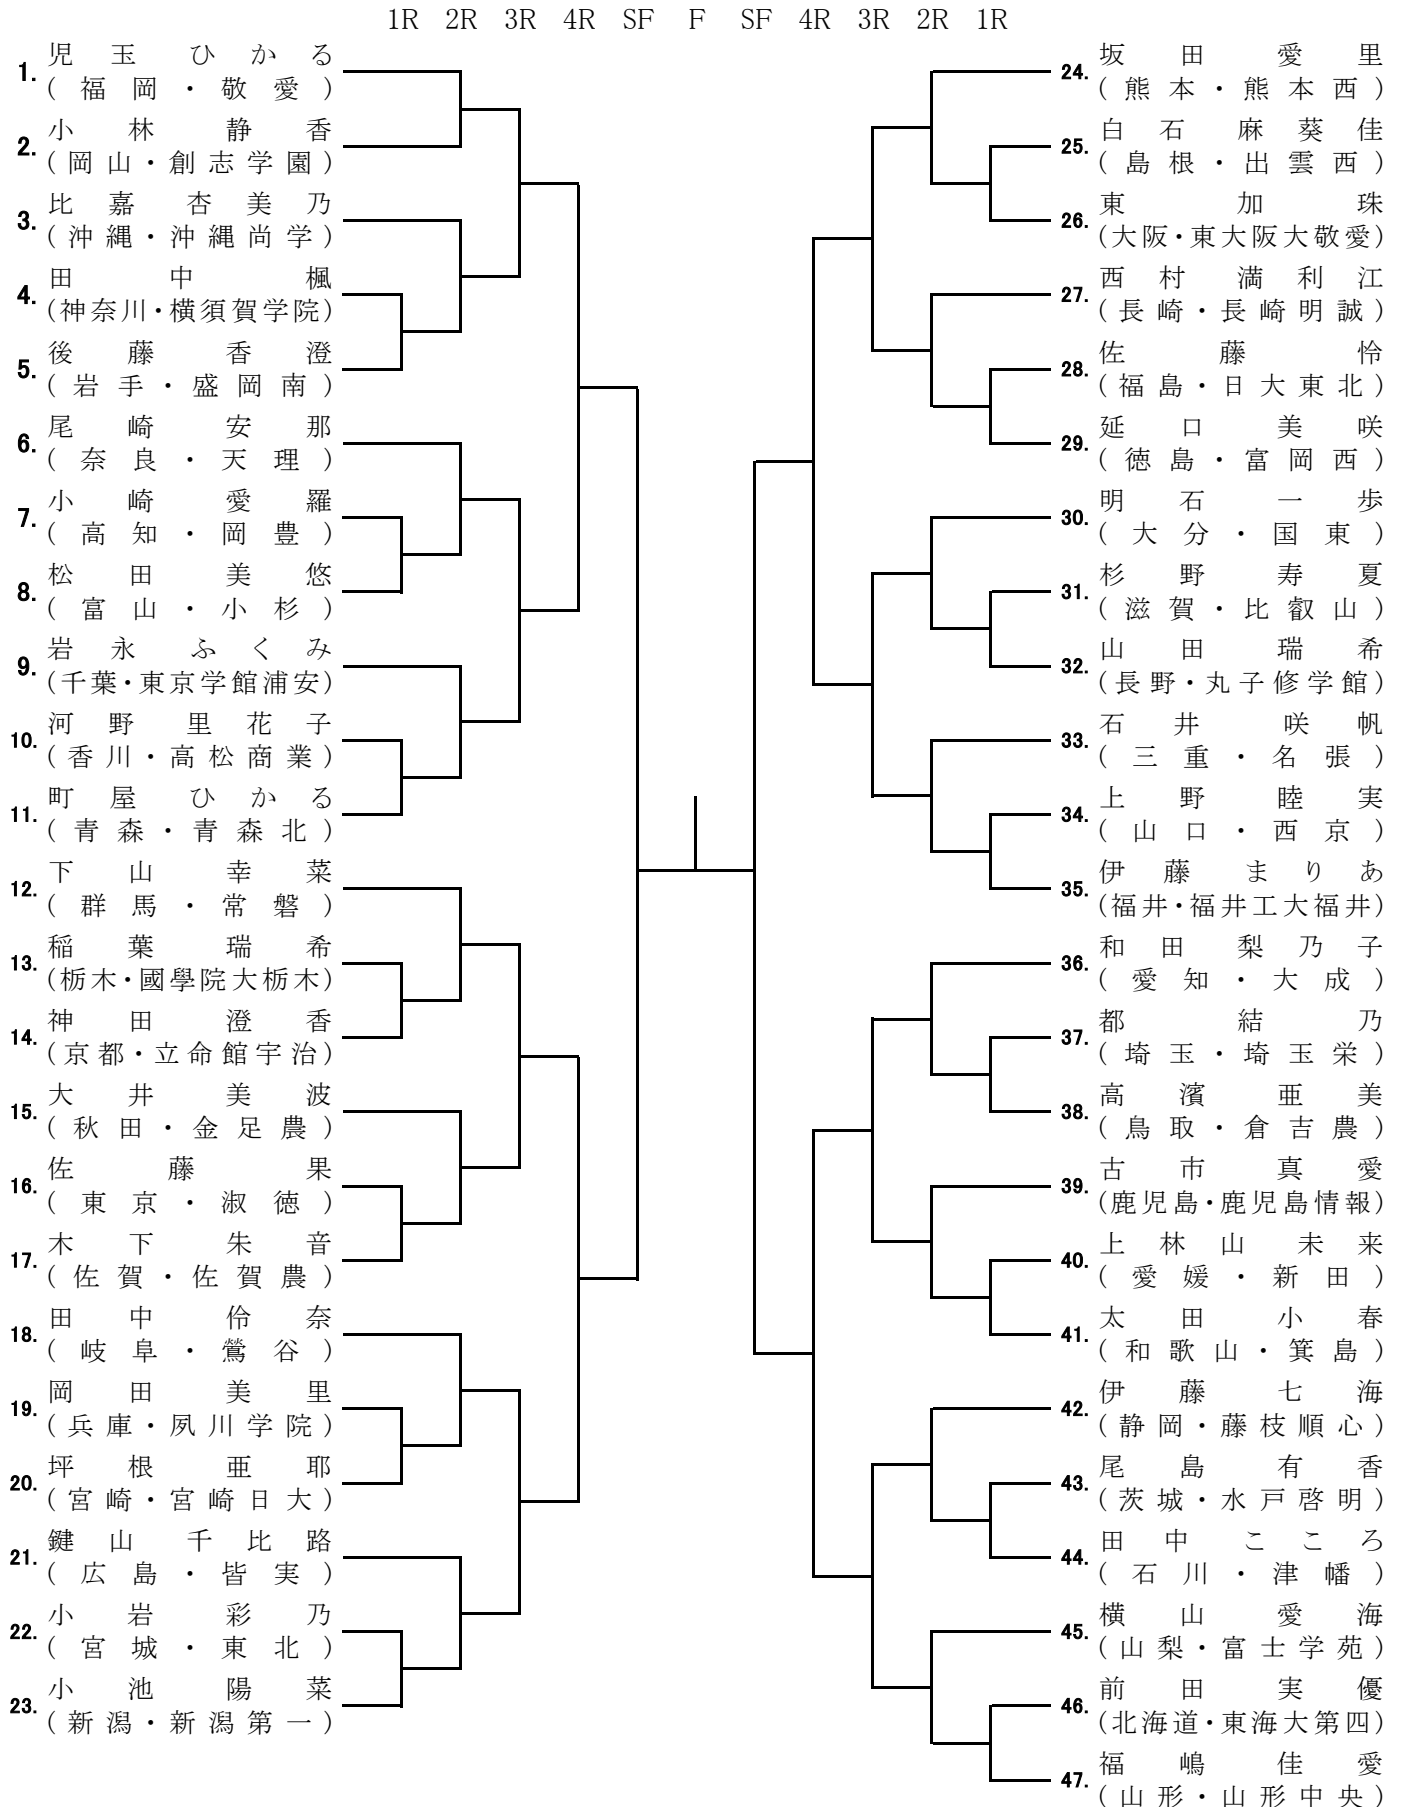 1R 2R 3R 4R SF F SF 4R 3R 2R 1R
1. 児玉ひかる
(福岡・敬愛)
2. 小林静香
(岡山・創志学園)
3. 比嘉杏美乃
(沖縄・沖縄尚学)
4. 田中楓
(神奈川・横須賀学院)
5. 後藤香澄
(岩手・盛岡南)
6. 尾崎安那
(奈良・天理)
7. 小崎愛羅
(高知・岡豊)
8. 松田美悠
(富山・小杉)
9. 岩永ふくみ
(千葉・東京学館浦安)
10. 河野里花子
(香川・高松商業)
11. 町屋ひかる
(青森・青森北)
12. 下山幸菜
(群馬・常磐)
13. 稲葉瑞希
(栃木・國學院大栃木)
14. 神田澄香
(京都・立命館宇治)
15. 大井美波
(秋田・金足農)
16. 佐藤果
(東京・淑徳)
17. 木下朱音
(佐賀・佐賀農)
18. 田中伶奈
(岐阜・鶯谷)
19. 岡田美里
(兵庫・夙川学院)
20. 坪根亜耶
(宮崎・宮崎日大)
21. 鍵山千比路
(広島・皆実)
22. 小岩彩乃
(宮城・東北)
23. 小池陽菜
(新潟・新潟第一)
24. 坂田愛里
(熊本・熊本西)
25. 白石麻葵佳
(島根・出雲西)
26. 東加珠
(大阪・東大阪大敬愛)
27. 西村満利江
(長崎・長崎明誠)
28. 佐藤怜
(福島・日大東北)
29. 延口美咲
(徳島・富岡西)
30. 明石一歩
(大分・国東)
31. 杉野寿夏
(滋賀・比叡山)
32. 山田瑞希
(長野・丸子修学館)
33. 石井咲帆
(三重・名張)
34. 上野睦実
(山口・西京)
35. 伊藤まりあ
(福井・福井工大福井)
36. 和田梨乃子
(愛知・大成)
37. 都結乃
(埼玉・埼玉栄)
38. 高濱亜美
(鳥取・倉吉農)
39. 古市真愛
(鹿児島・鹿児島情報)
40. 上林山未来
(愛媛・新田)
41. 太田小春
(和歌山・箕島)
42. 伊藤七海
(静岡・藤枝順心)
43. 尾島有香
(茨城・水戸啓明)
44. 田中こころ
(石川・津幡)
45. 横山愛海
(山梨・富士学苑)
46. 前田実優
(北海道・東海大第四)
47. 福嶋佳愛
(山形・山形中央)